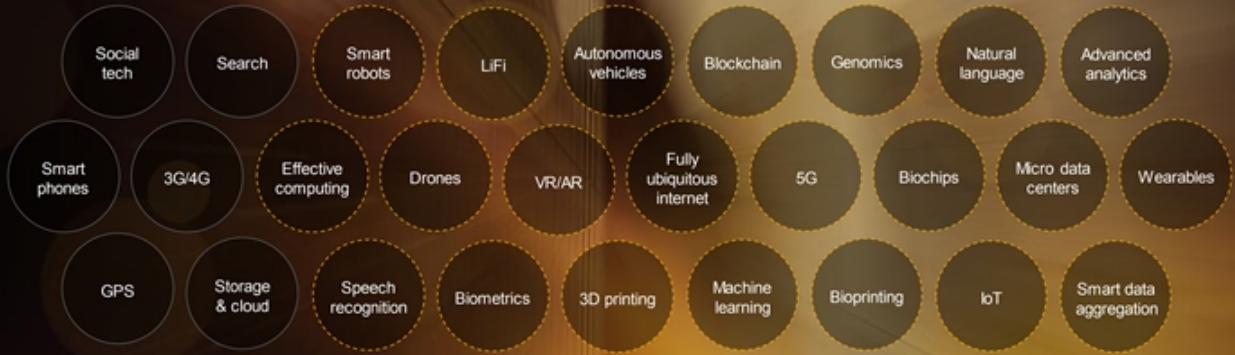 Social
tech
Search
Smart
robots
LiFi
Autonomous
vehicles
Blockchain
Genomics
Natural
language
Advanced
analytics
Smart
phones
3G/4G
Effective
computing
Drones
VR/AR
Fully
ubiquitous
internet
5G
Biochips
Micro data
centers
Wearables
GPS
Storage
& cloud
Speech
recognition
Biometrics
3D printing
Machine
learning
Bioprinting
IoT
Smart data
aggregation